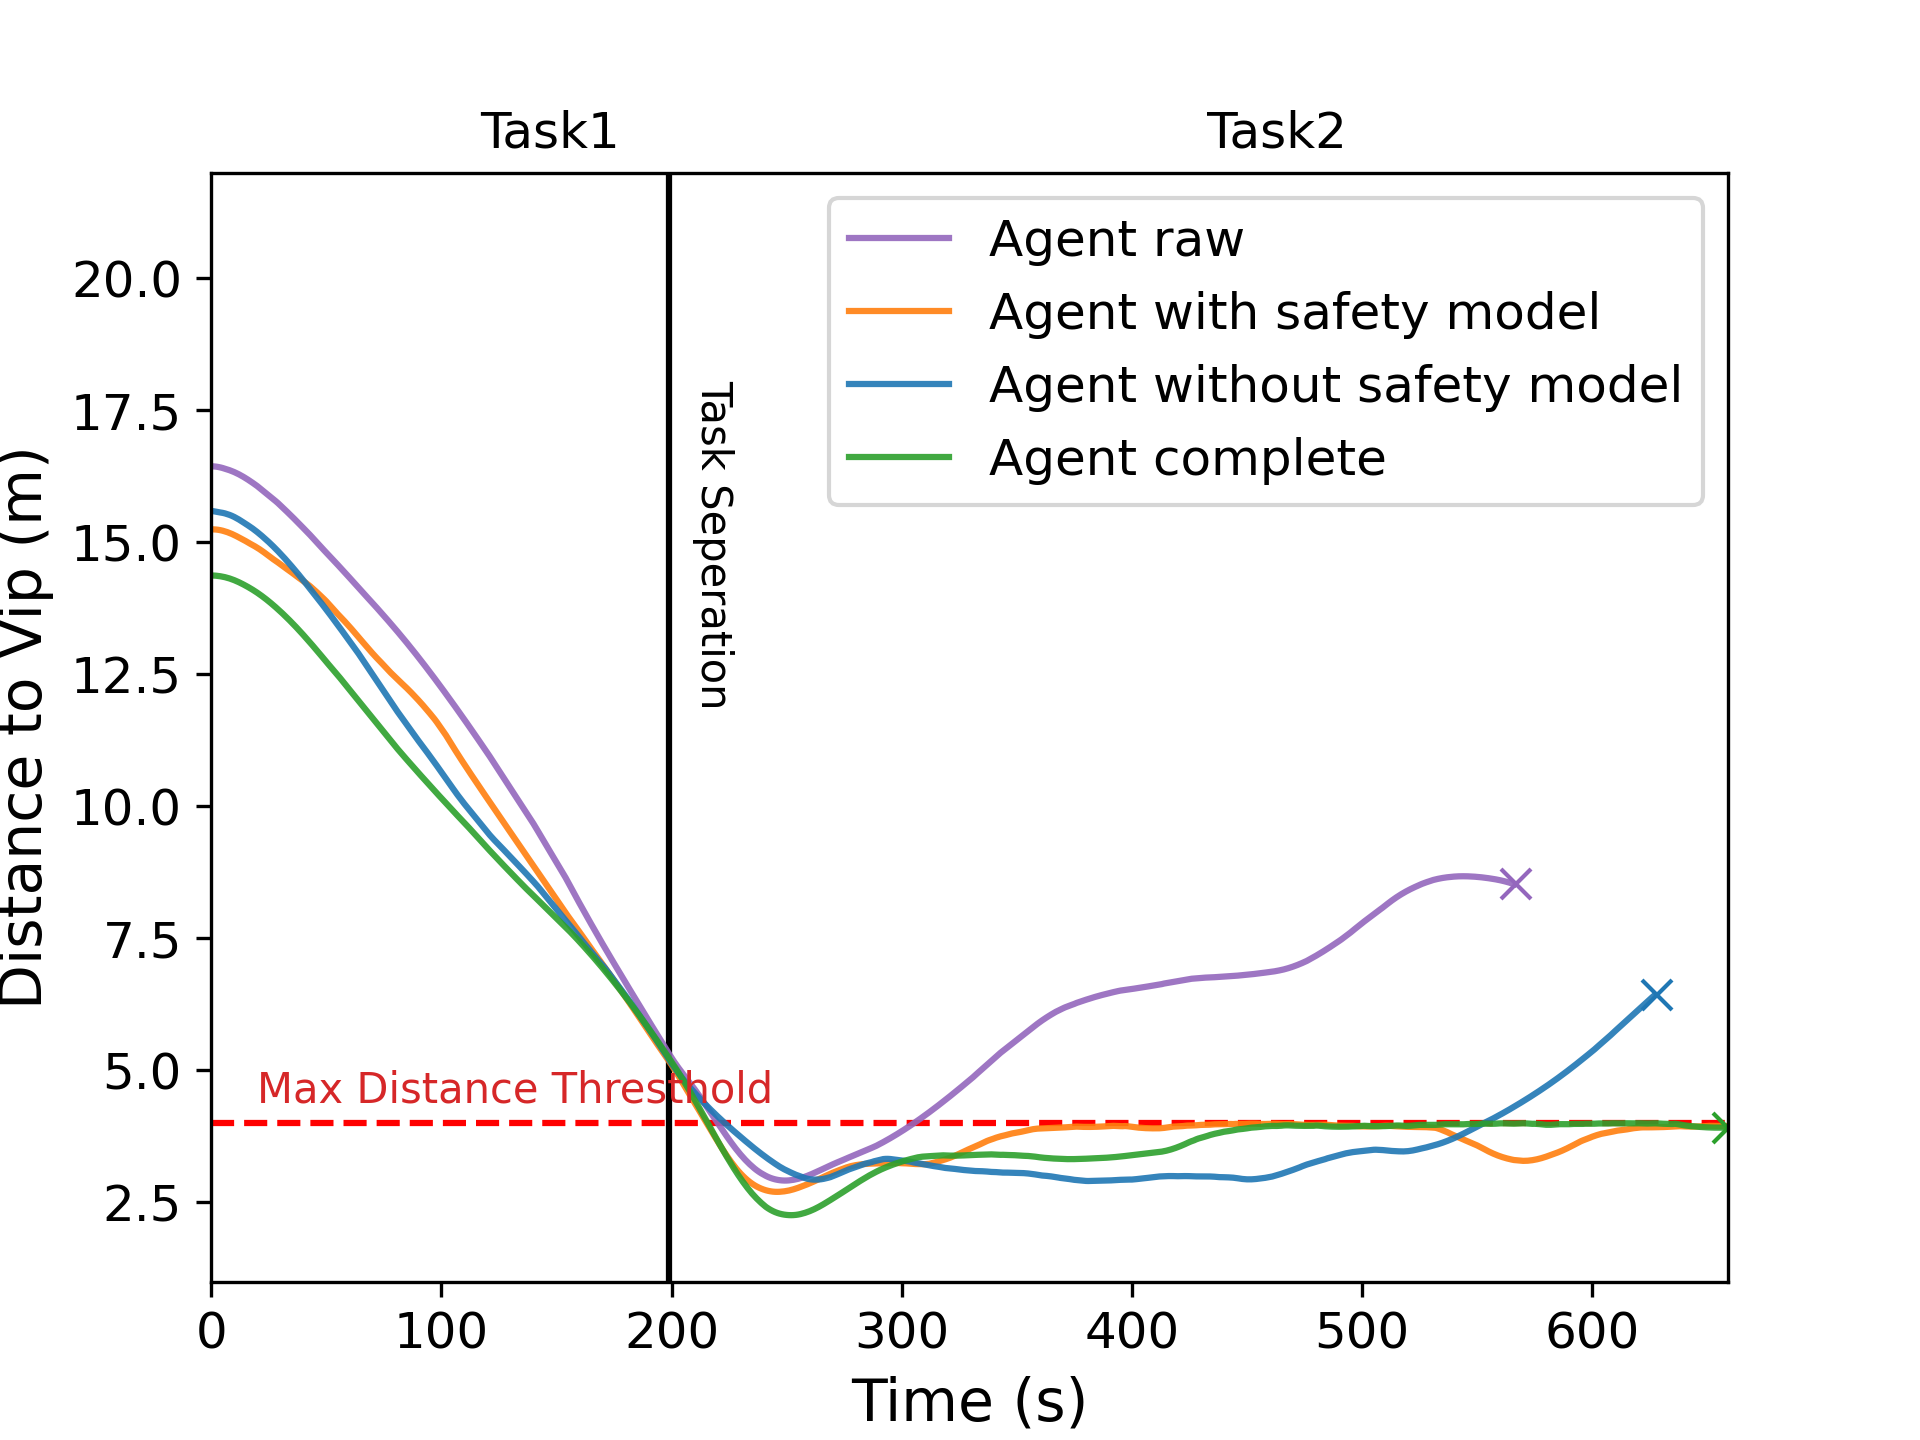 Task1
Task2
Agent raw
Agent with safety model
Agent without safety model
Agent complete
Task Seperation
Max Distance Thresthold
20.0
17.5
15.0
12.5
10.0
7.5
5.0
2.5
Distance to Vip (m)
0
100
200
300
400
500
600
Time (s)